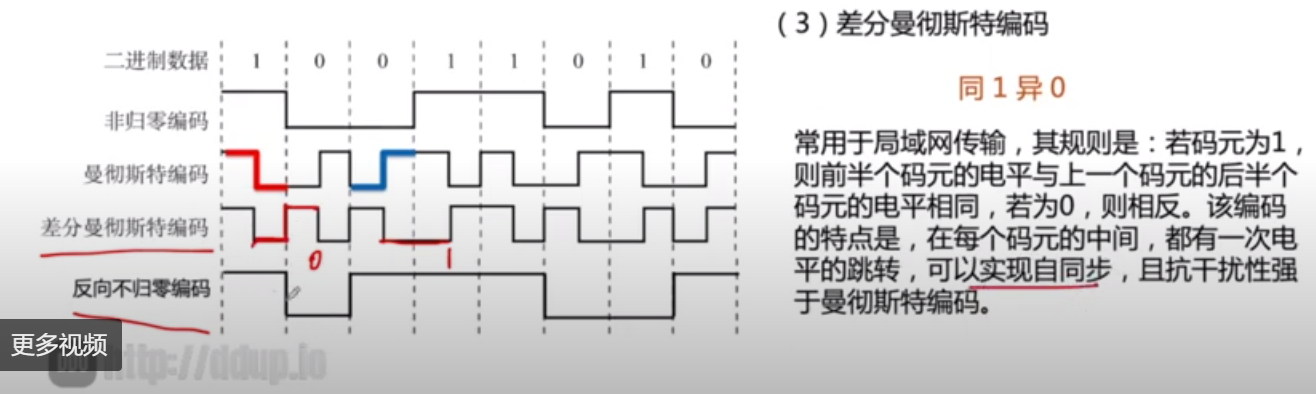 （3）差分曼彻斯特编码
二进制数据 1 0 0 1 1 0 1 0
同 1 异 0
非归零编码
常用于局域网传输，其规则是：若码元为1，
则前半个码元的电平与上一个码元的后半个
曼彻斯特编码
码元的电平相同，若为0，则相反。该编码
差分曼彻斯特编码
的特点是，在每个码元的中间，都有一次电
0 1
平的跳转，可以实现自同步，且抗干扰性强
反向不归零编码
于曼彻斯特编码。
更多视频
http://ddup.io